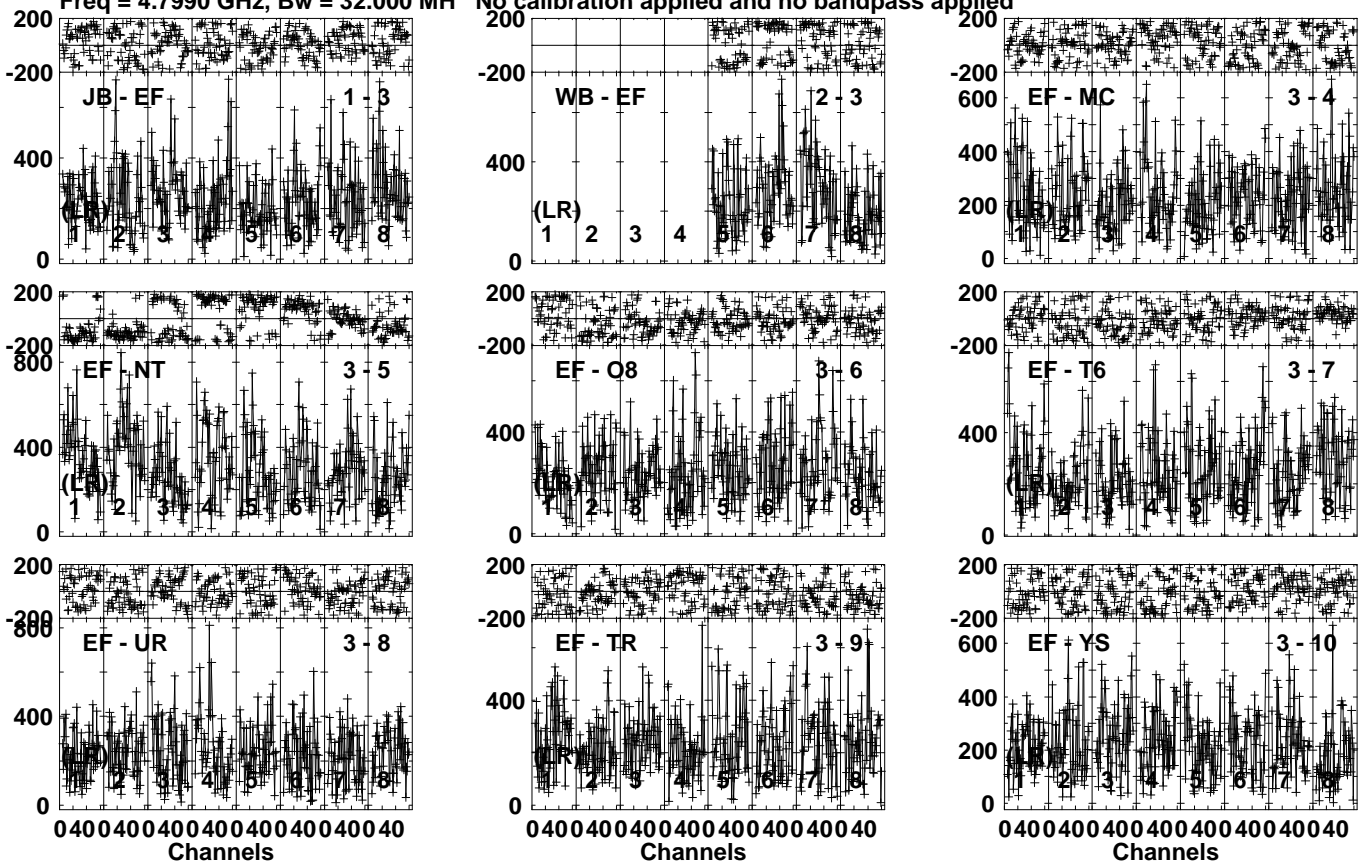 Freq = 4.7990 GHz, Bw = 32.000 MH No calibration applied and no bandpass applied
200
-200
JB - EF 1 - 3
400
(LR)
1 2 3 4 5 6 7 8
0
200
-200
WB - EF 2 - 3
400
(LR)
1 2 3 4 5 6 7 8
0
200
-200
EF - MC 3 - 4
600
400
200
(LR)
1 2 3 4 5 6 7 8
0
200
-200
800
EF - NT 3 - 5
400
(LR)
1 2 3 4 5 6 7 8
0
200
-200
EF - O8 3 - 6
400
(LR)
1 2 3 4 5 6 7 8
0
200
-200
EF - T6 3 - 7
400
(LR)
1 2 3 4 5 6 7 8
0
200
-200
800
EF - UR 3 - 8
400
(LR)
1 2 3 4 5 6 7 8
0
0 40 0 40 0 40 0 40 0 40 0 40 0 40 0 40
Channels
200
-200
EF - TR 3 - 9
400
(LR)
1 2 3 4 5 6 7 8
0
0 40 0 40 0 40 0 40 0 40 0 40 0 40 0 40
Channels
200
-200
EF - YS 3 - 10
600
400
200
(LR)
1 2 3 4 5 6 7 8
0
0 40 0 40 0 40 0 40 0 40 0 40 0 40 0 40
Channels